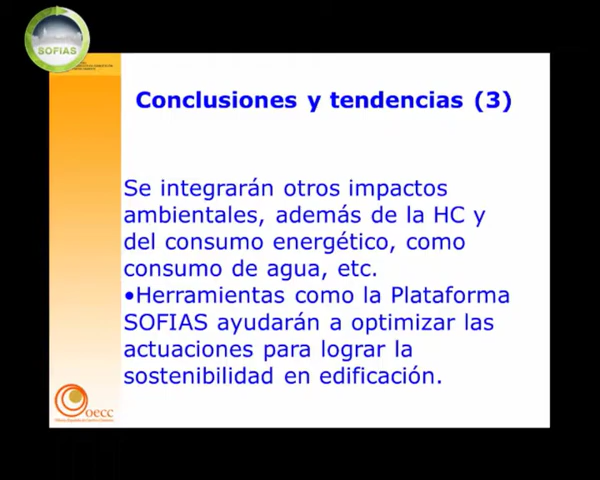 SOFIAS
Conclusiones y tendencias (3)
Se integrarán otros impactos
ambientales, además de la HC y
del consumo energético, como
consumo de agua, etc.
•Herramientas como la Plataforma
SOFIAS ayudarán a optimizar las
actuaciones para lograr la
sostenibilidad en edificación.
oecc